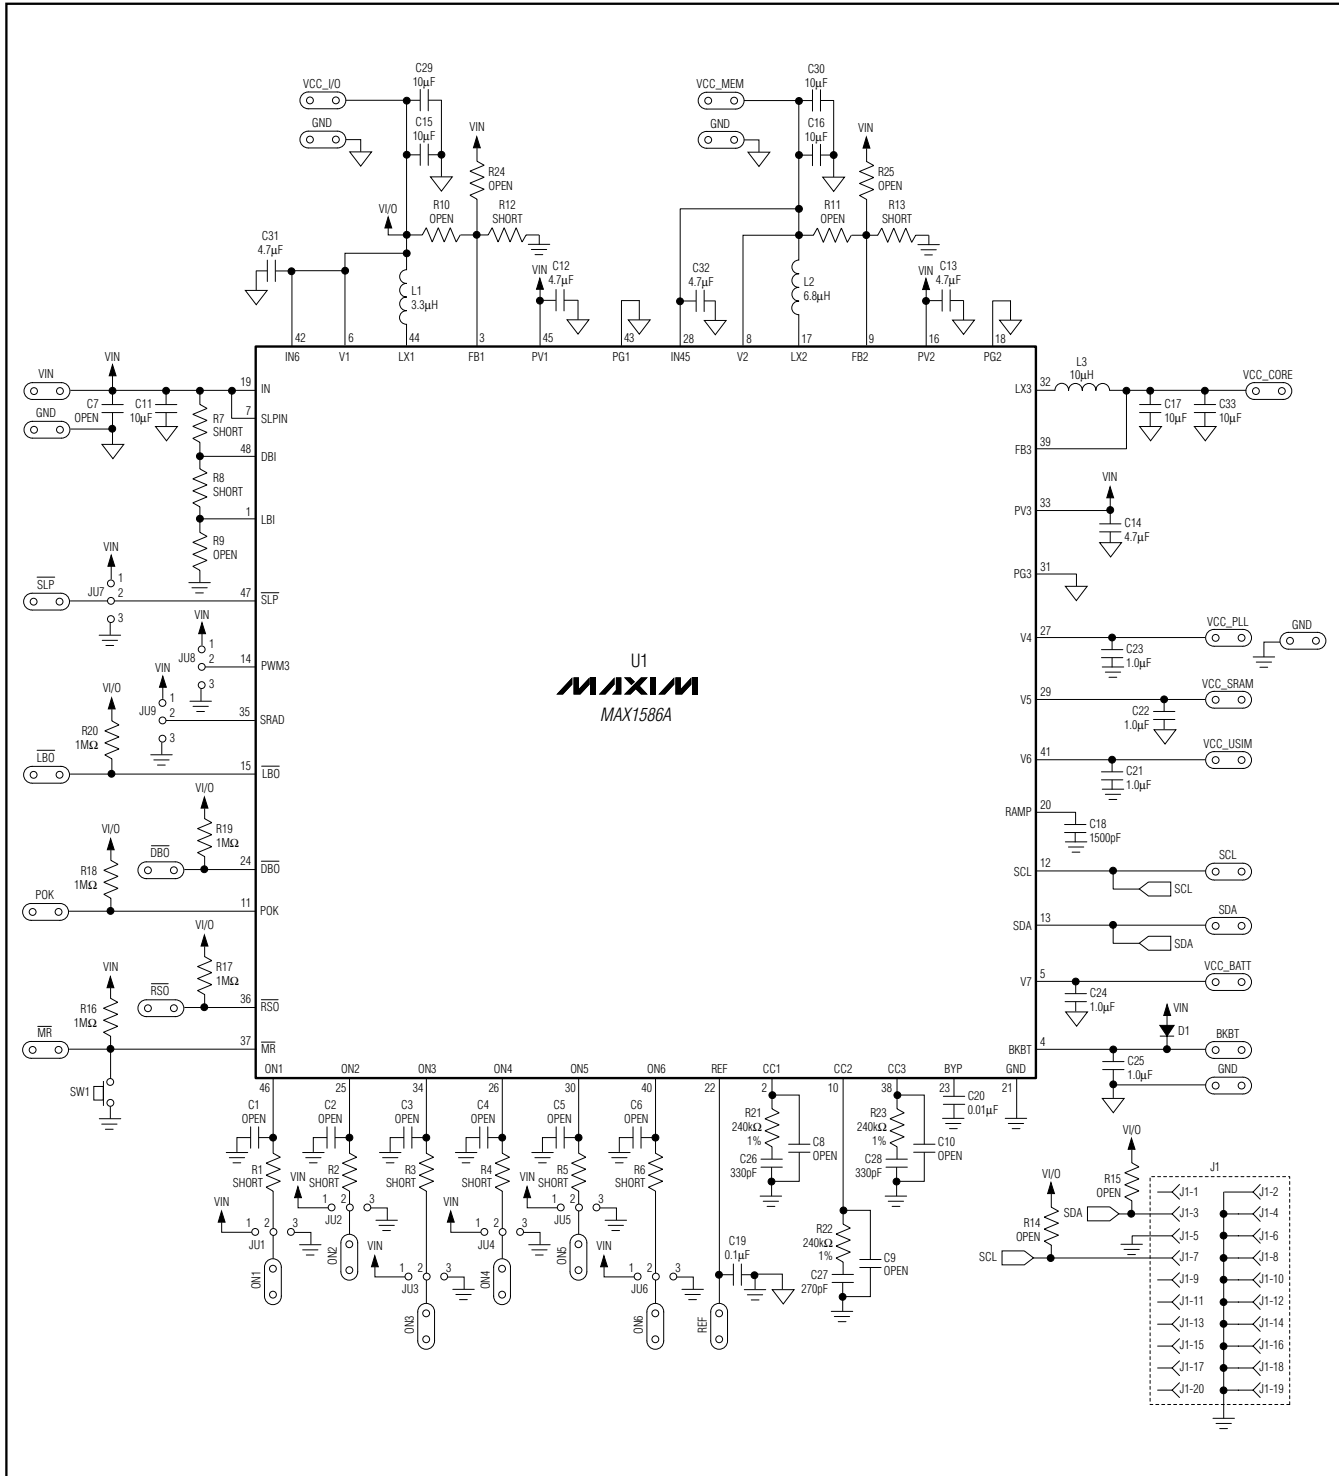 VCC_I/O
C29
10µF
GND
C15
10µF
VIN
R24
OPEN
VI/O
R10
OPEN
R12
SHORT
C31
4.7µF
L1
3.3µH
VIN
C12
4.7µF
VCC_MEM
C30
10µF
GND
C16
10µF
VIN
R25
OPEN
R11
OPEN
R13
SHORT
C32
4.7µF
L2
6.8µH
VIN
C13
4.7µF
42 6 44 3 45 43 28 8 17 9 16 18
IN6 V1 LX1 FB1 PV1 PG1 IN45 V2 LX2 FB2 PV2 PG2
VIN
VIN
GND
C7
OPEN
C11
10µF
R7
SHORT
R8
SHORT
R9
OPEN
19 IN
7 SLPIN
48 DBI
1 LBI
SLP
VIN
JU7
1
2
3
47 SLP
VIN
JU8
1
2
3
14 PWM3
VIN
JU9
1
2
3
35 SRAD
VI/O
R20
1MΩ
LBO
15 LBO
VI/O
R19
1MΩ
DBO
24 DBO
VI/O
R18
1MΩ
POK
11 POK
VI/O
R17
1MΩ
RSO
36 RSO
VIN
R16
1MΩ
MR
37 MR
SW1
U1
MAXIM
MAX1586A
LX3 32
L3
10µH
VCC_CORE
C17
10µF
C33
10µF
FB3 39
PV3 33
VIN
C14
4.7µF
PG3 31
V4 27
VCC_PLL
GND
C23
1.0µF
V5 29
VCC_SRAM
C22
1.0µF
V6 41
VCC_USIM
C21
1.0µF
RAMP 20
C18
1500pF
SCL 12
SCL
SCL
SDA 13
SDA
SDA
V7 5
VCC_BATT
C24
1.0µF
VIN
D1
BKBT 4
BKBT
C25
1.0µF
GND
ON1 ON2 ON3 ON4 ON5 ON6 REF CC1 CC2 CC3 BYP GND
46 25 34 26 30 40 22 2 10 38 23 21
C1
OPEN
C2
OPEN
C3
OPEN
C4
OPEN
C5
OPEN
C6
OPEN
R1
SHORT
R2
SHORT
R3
SHORT
R4
SHORT
R5
SHORT
R6
SHORT
VIN
1 2 3
JU1
ON1
VIN
1 2 3
JU2
ON2
VIN
1 2 3
JU3
ON3
VIN
1 2 3
JU4
ON4
VIN
1 2 3
JU5
ON5
VIN
1 2 3
JU6
ON6
C19
0.1µF
REF
R21
240kΩ
1%
C26
330pF
C8
OPEN
R22
240kΩ
1%
C27
270pF
C9
OPEN
R23
240kΩ
1%
C28
330pF
C10
OPEN
C20
0.01µF
VI/O
R15
OPEN
SDA
VI/O
R14
OPEN
SCL
J1
J1-1 J1-2
J1-3 J1-4
J1-5 J1-6
J1-7 J1-8
J1-9 J1-10
J1-11 J1-12
J1-13 J1-14
J1-15 J1-16
J1-17 J1-18
J1-20 J1-19